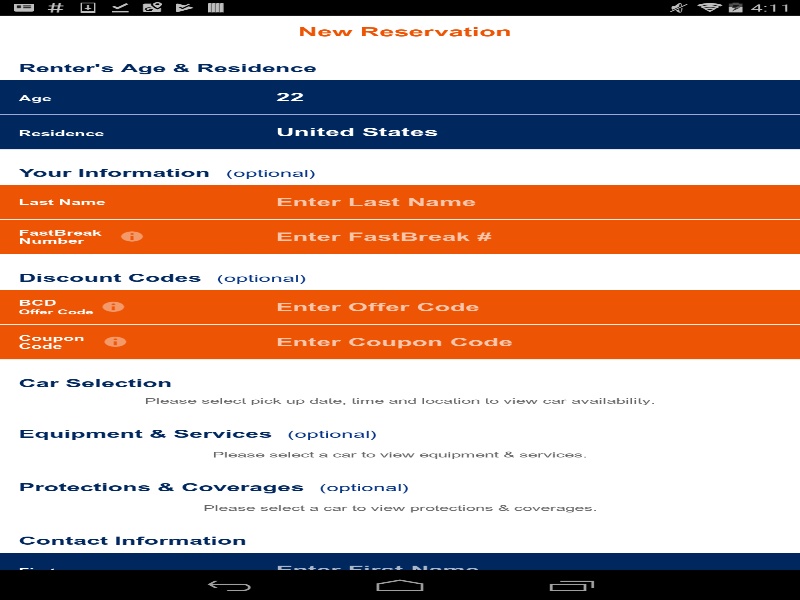 4:11
New Reservation
Renter's Age & Residence
Age 22
Residence United States
Your Information (optional)
Last Name Enter Last Name
FastBreak Number Enter FastBreak #
Discount Codes (optional)
BCD Offer Code Enter Offer Code
Coupon Code Enter Coupon Code
Car Selection
Please select pick up date, time and location to view car availability.
Equipment & Services (optional)
Please select a car to view equipment & services.
Protections & Coverages (optional)
Please select a car to view protections & coverages.
Contact Information
First Enter First Name